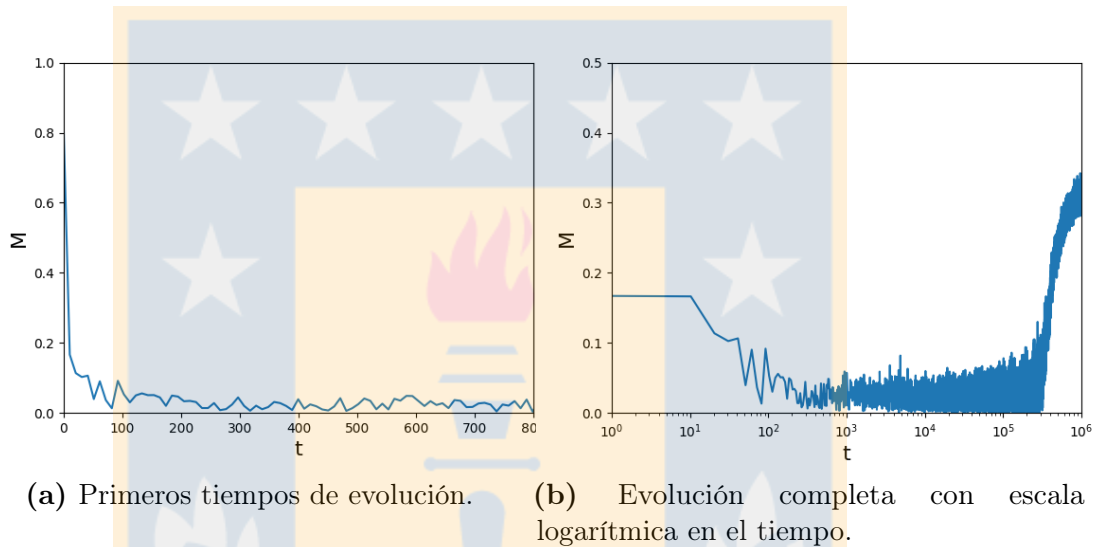 1.0
0.8
0.6
0.4
0.2
0.0
M
0 100 200 300 400 500 600 700 80
t
0.5
0.4
0.3
0.2
0.1
0.0
M
10⁰ 10¹ 10² 10³ 10⁴ 10⁵ 10⁶
t
(a) Primeros tiempos de evolución.
(b) Evolución completa con escala
logarítmica en el tiempo.